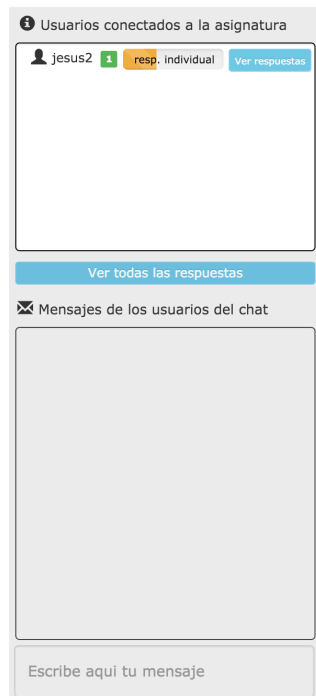 Usuarios conectados a la asignatura
jesus2 1 resp. individual Ver respuestas
Ver todas las respuestas
Mensajes de los usuarios del chat
Escribe aqui tu mensaje